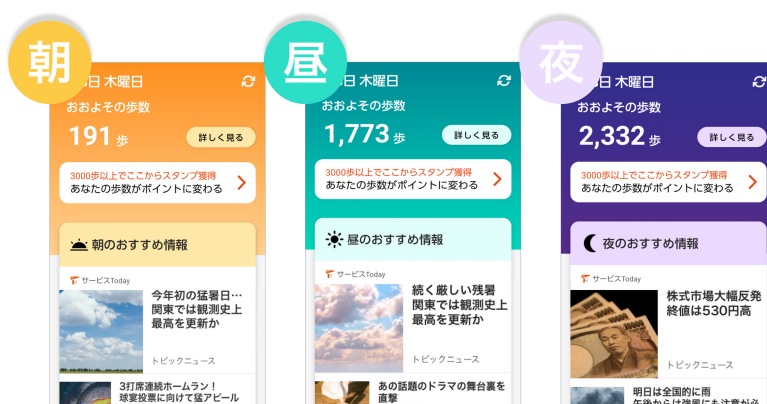 朝
日 木曜日
おおよその歩数
191 歩
詳しく見る
3000歩以上でここからスタンプ獲得
あなたの歩数がポイントに変わる
朝のおすすめ情報
サービスToday
今年初の猛暑日…
関東では観測史上
最高を更新か
トピックニュース
3打席連続ホームラン！
球宴投票に向けて猛アピール
昼
日 木曜日
おおよその歩数
1,773 歩
詳しく見る
3000歩以上でここからスタンプ獲得
あなたの歩数がポイントに変わる
昼のおすすめ情報
サービスToday
続く厳しい残暑
関東では観測史上
最高を更新か
トピックニュース
あの話題のドラマの舞台裏を
直撃
夜
日 木曜日
おおよその歩数
2,332 歩
詳しく見る
3000歩以上でここからスタンプ獲得
あなたの歩数がポイントに変わる
夜のおすすめ情報
サービスToday
株式市場大幅反発
終値は530円高
トピックニュース
明日は全国的に雨
午後からは強風にも注意が必